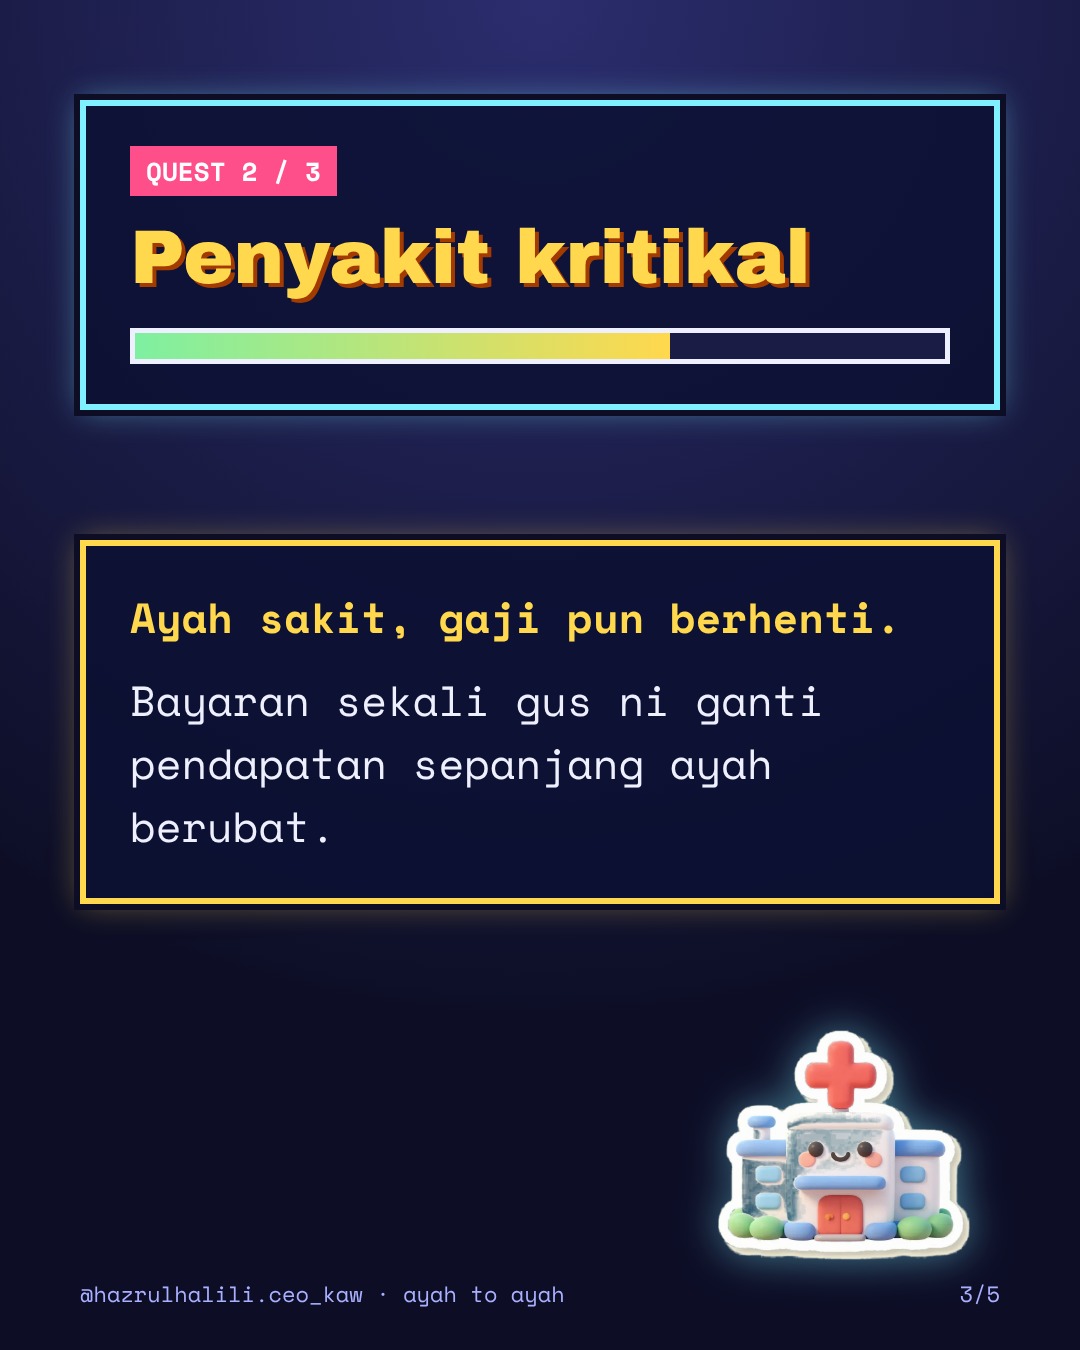 QUEST 2 / 3
Penyakit kritikal
Ayah sakit, gaji pun berhenti.
Bayaran sekali gus ni ganti
pendapatan sepanjang ayah
berubat.
@hazrulhalili.ceo_kaw · ayah to ayah
3/5